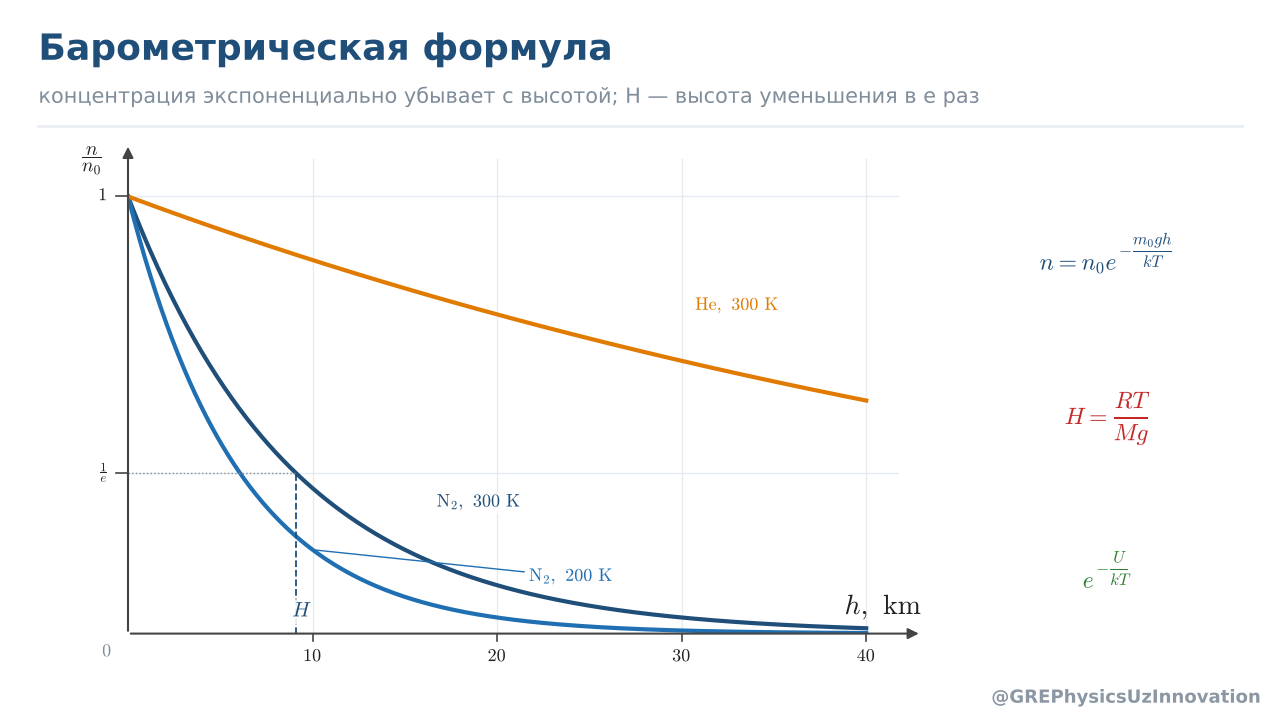 Барометрическая формула
концентрация экспоненциально убывает с высотой; H — высота уменьшения в e раз
n/n₀
1
1/e
0
He, 300 K
N₂, 300 K
N₂, 200 K
H
h, km
10 20 30 40
n = n₀e^(−m₀gh/kT)
H = RT/Mg
e^(−U/kT)
@GREPhysicsUzInnovation